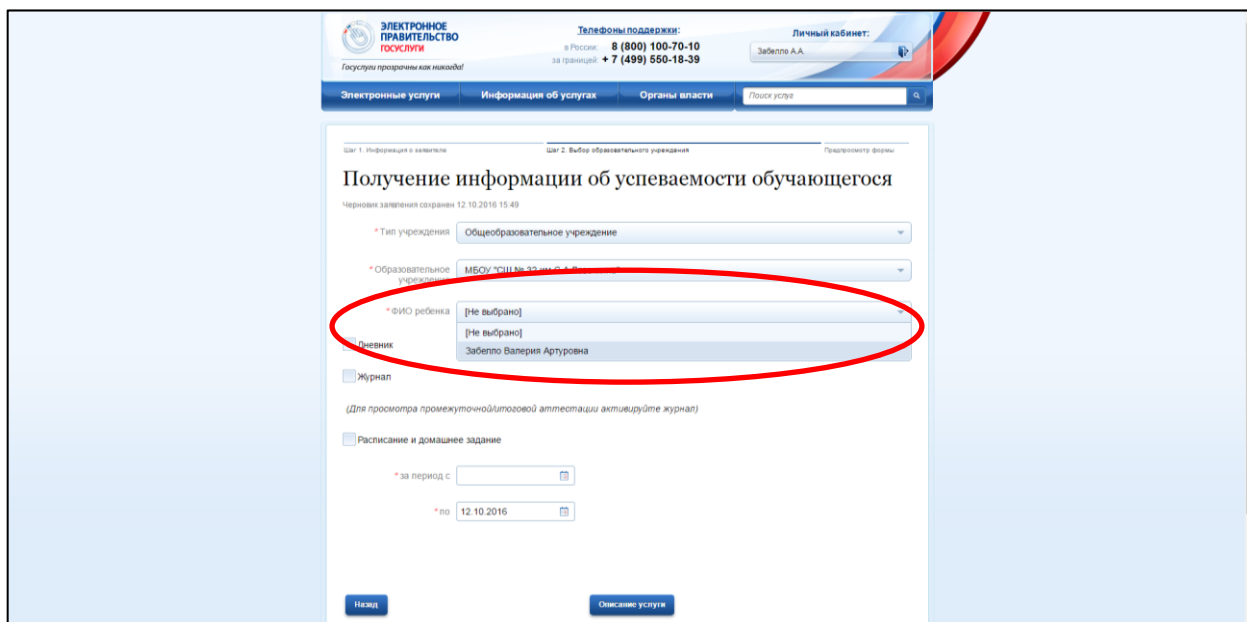 ЭЛЕКТРОННОЕ
ПРАВИТЕЛЬСТВО
ГОСУСЛУГИ
Госуслуги прозрачны как никогда!
Телефоны поддержки:
в России: 8 (800) 100-70-10
за границей: + 7 (499) 550-18-39
Личный кабинет:
Забелло А.А.
Электронные услуги Информация об услугах Органы власти Поиск услуг
Шаг 1. Информация о заявителе Шаг 2. Выбор образовательного учреждения Предпросмотр формы
Получение информации об успеваемости обучающегося
Черновик заявления сохранен 12.10.2016 15:49
*Тип учреждения Общеобразовательное учреждение
*Образовательное МБОУ "СШ № 32
учреждение
*ФИО ребенка [Не выбрано]
[Не выбрано]
Дневник Забелло Валерия Артуровна
Журнал
(Для просмотра промежуточной/итоговой аттестации активируйте журнал)
Расписание и домашнее задание
*за период с
*по 12.10.2016
Назад Описание услуги